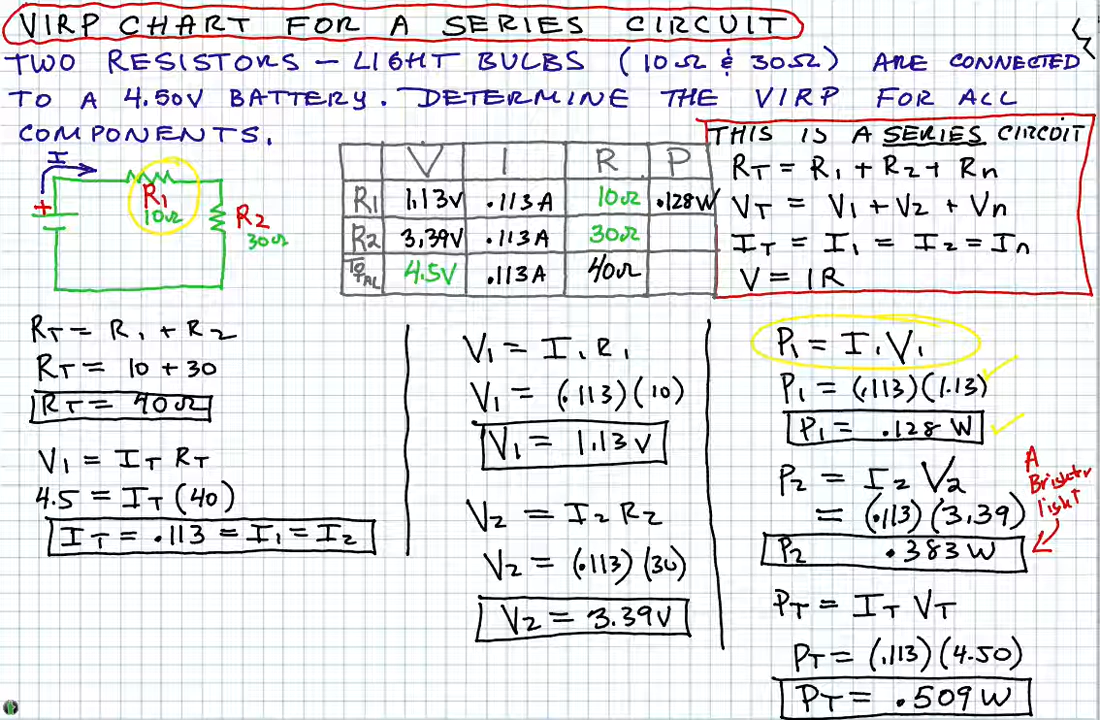 VIRP CHART FOR A SERIES CIRCUIT
TWO RESISTORS – LIGHT BULBS (10Ω & 30Ω) ARE CONNECTED
TO A 4.50V BATTERY. DETERMINE THE VIRP FOR ALL
COMPONENTS.
I
+
R1
10Ω
R2
30Ω
V I R P
R1 1.13V .113A 10Ω .128W
R2 3.39V .113A 30Ω
TOTAL 4.5V .113A 40Ω
THIS IS A SERIES CIRCUIT
RT = R1 + R2 + Rn
VT = V1 + V2 + Vn
IT = I1 = I2 = In
V = IR
RT = R1 + R2
RT = 10 + 30
RT = 40Ω
V1 = IT RT
4.5 = IT (40)
IT = .113 = I1 = I2
V1 = I1 R1
V1 = (.113)(10)
V1 = 1.13V
V2 = I2 R2
V2 = (.113)(30)
V2 = 3.39V
P1 = I1 V1
P1 = (.113)(1.13)
P1 = .128 W
P2 = I2 V2
= (.113)(3.39)
P2 .383 W
A
Brighter
light
PT = IT VT
PT = (.113)(4.50)
PT = .509 W